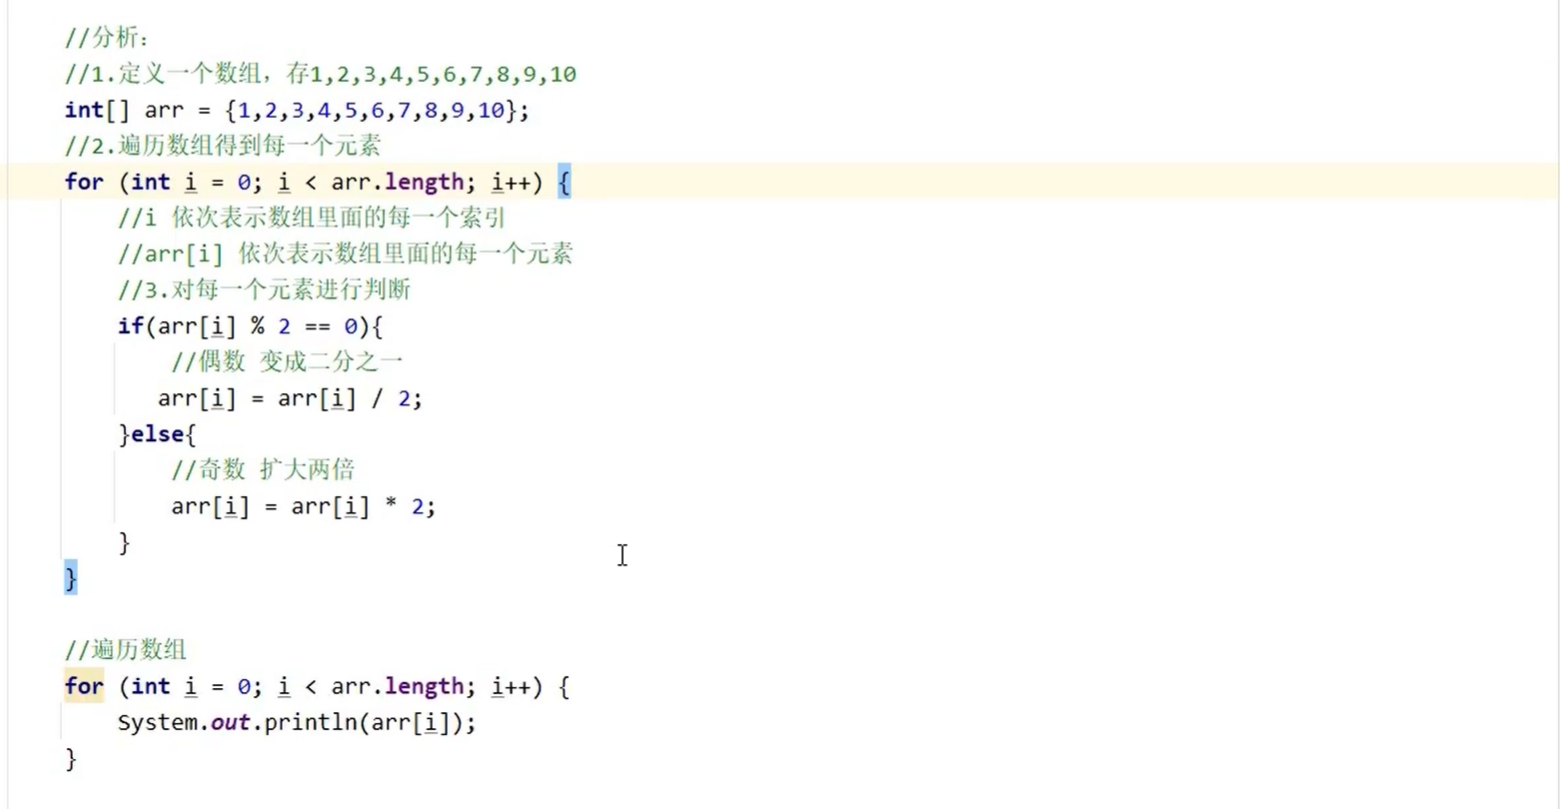 //分析：
//1.定义一个数组，存1,2,3,4,5,6,7,8,9,10
int[] arr = {1,2,3,4,5,6,7,8,9,10};
//2.遍历数组得到每一个元素
for (int i = 0; i < arr.length; i++) {
//i 依次表示数组里面的每一个索引
//arr[i] 依次表示数组里面的每一个元素
//3.对每一个元素进行判断
if(arr[i] % 2 == 0){
//偶数 变成二分之一
arr[i] = arr[i] / 2;
}else{
//奇数 扩大两倍
arr[i] = arr[i] * 2;
}
}
//遍历数组
for (int i = 0; i < arr.length; i++) {
System.out.println(arr[i]);
}